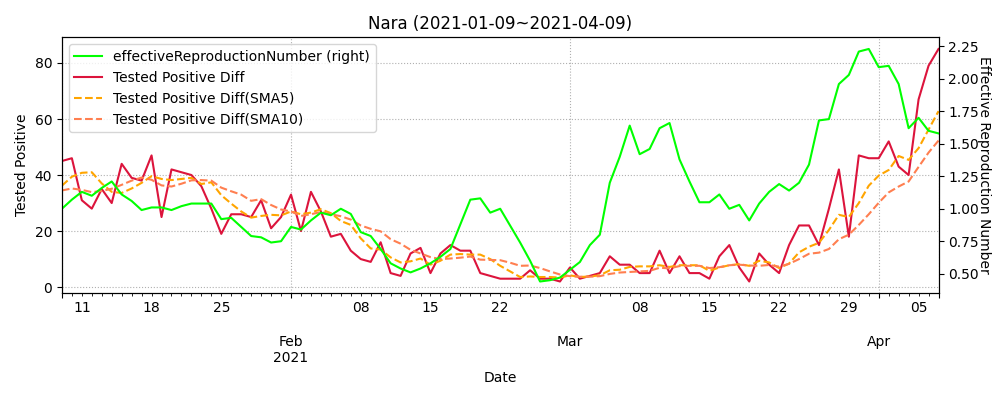 Nara (2021-01-09~2021-04-09)
effectiveReproductionNumber (right)
Tested Positive Diff
Tested Positive Diff(SMA5)
Tested Positive Diff(SMA10)
Tested Positive
80
60
40
20
0
2.25
2.00
1.75
1.50
1.25
1.00
0.75
0.50
Effective Reproduction Number
11 18 25 08 15 22 08 15 22 29 05
Feb Mar Apr
2021
Date